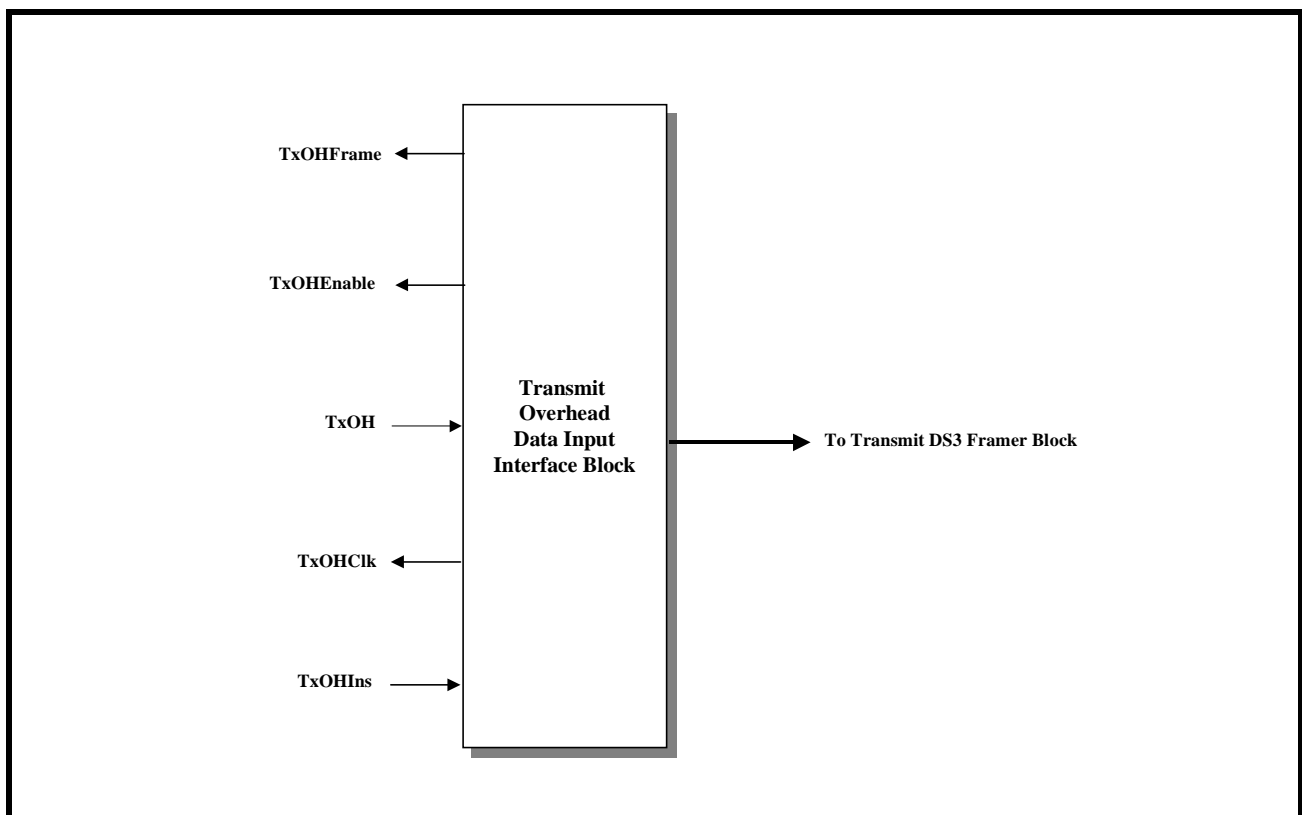 TxOHFrame
TxOHEnable
TxOH
TxOHClk
TxOHIns
Transmit
Overhead
Data Input
Interface Block
To Transmit DS3 Framer Block